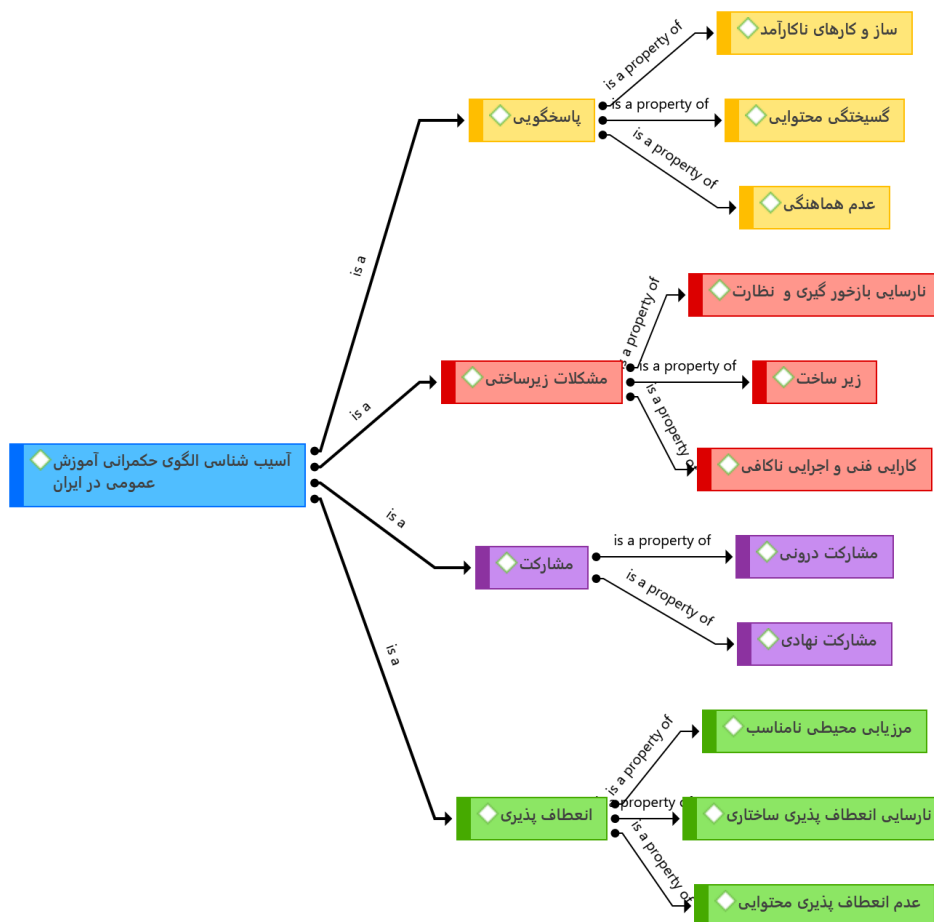 ساز و کارهای ناکارآمد
is a property of
پاسخگویی
is a property of
گسیختگی محتوایی
is a property of
عدم هماهنگی
is a
نارسایی بازخور گیری و نظارت
is a property of
مشکلات زیرساختی
is a property of
زیر ساخت
is a property of
کارایی فنی و اجرایی ناکافی
is a
آسیب شناسی الگوی حکمرانی آموزش
عمومی در ایران
is a
مشارکت
is a property of
مشارکت درونی
is a property of
مشارکت نهادی
is a
مرزیابی محیطی نامناسب
is a property of
انعطاف پذیری
is a property of
نارسایی انعطاف پذیری ساختاری
is a property of
عدم انعطاف پذیری محتوایی